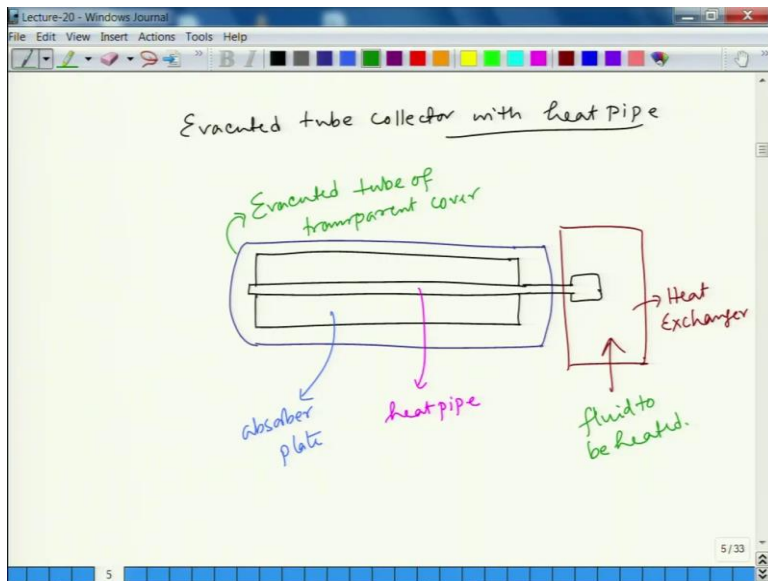 Lecture-20 - Windows Journal
File Edit View Insert Actions Tools Help
B I
Evacuted tube collector with heat pipe
Evacuted tube of
transparent cover
Heat
Exchanger
absorber
plate
heat pipe
fluid to
be heated.
5/33
5